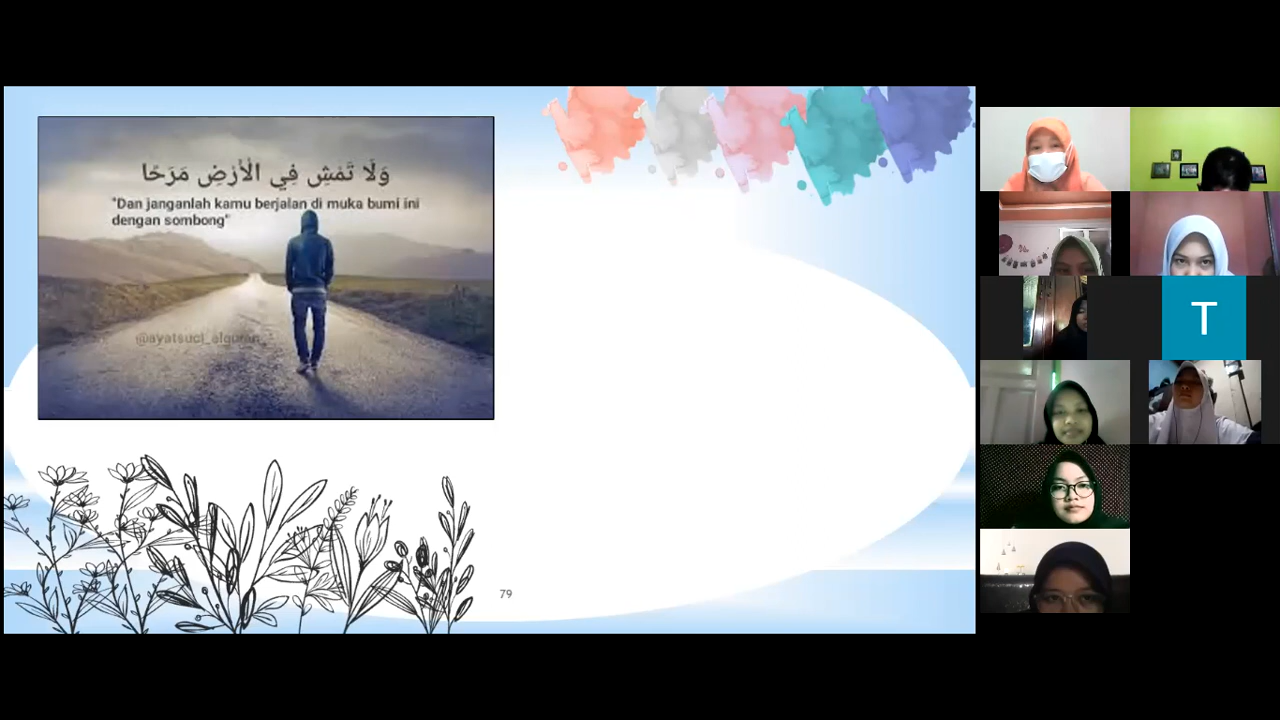 وَلَا تَمْشِ فِي الْأَرْضِ مَرَحًا
"Dan janganlah kamu berjalan di muka bumi ini
dengan sombong"
@ayatsuci_alquran
79
T